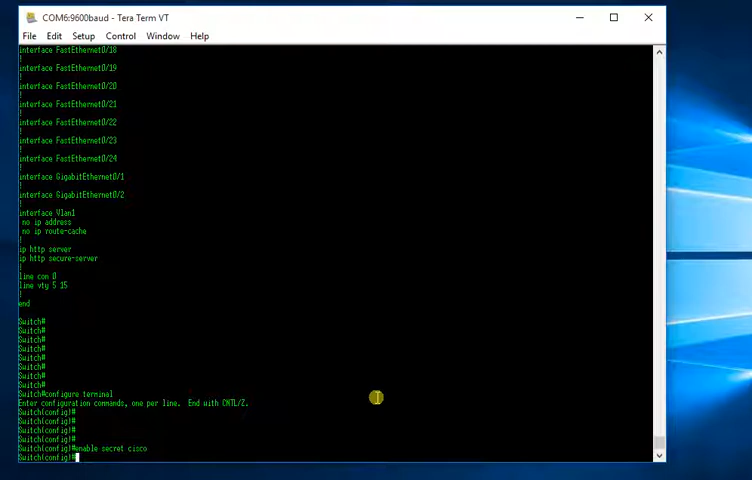 COM6:9600baud - Tera Term VT
File Edit Setup Control Window Help
interface FastEthernet0/18
!
interface FastEthernet0/19
!
interface FastEthernet0/20
!
interface FastEthernet0/21
!
interface FastEthernet0/22
!
interface FastEthernet0/23
!
interface FastEthernet0/24
!
interface GigabitEthernet0/1
!
interface GigabitEthernet0/2
!
interface Vlan1
no ip address
no ip route-cache
!
ip http server
ip http secure-server
!
line con 0
line vty 5 15
!
end
Switch#
Switch#
Switch#
Switch#
Switch#
Switch#
Switch#
Switch#
Switch#configure terminal
Enter configuration commands, one per line. End with CNTL/Z.
Switch(config)#
Switch(config)#
Switch(config)#
Switch(config)#
Switch(config)#enable secret cisco
Switch(config)#